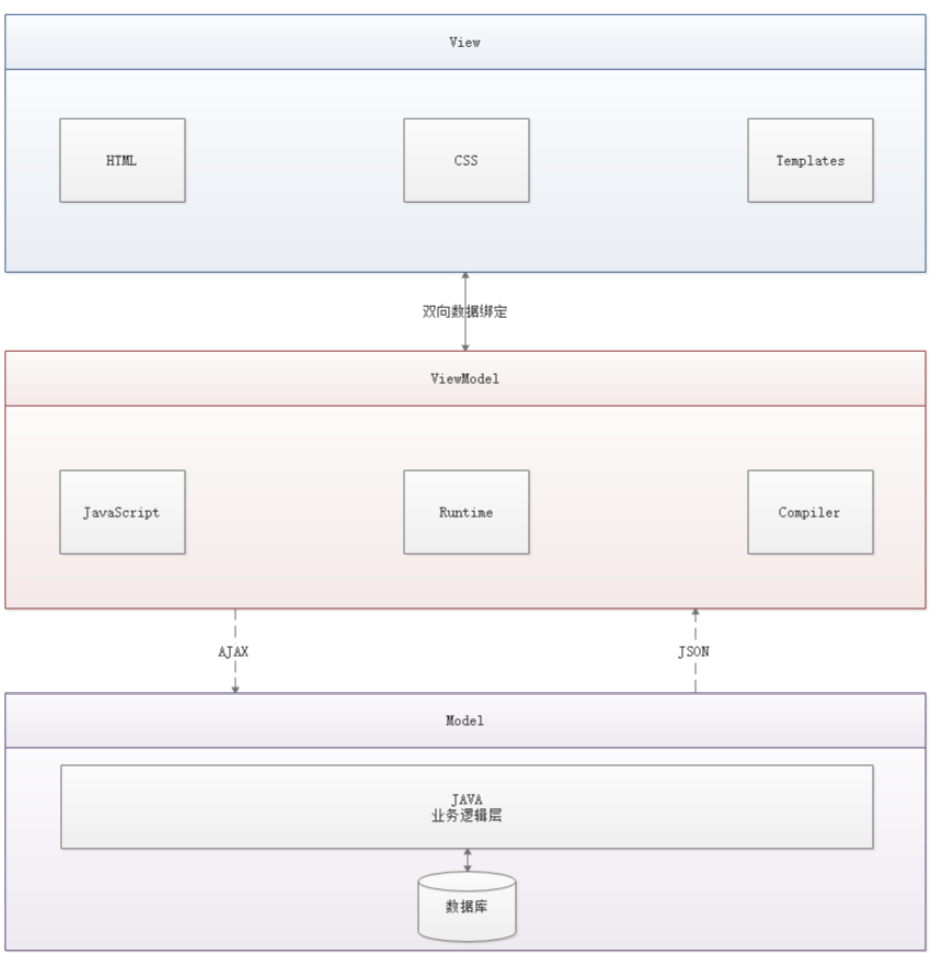 View
HTML
CSS
Templates
双向数据绑定
ViewModel
JavaScript
Runtime
Compiler
AJAX
JSON
Model
JAVA
业务逻辑层
数据库